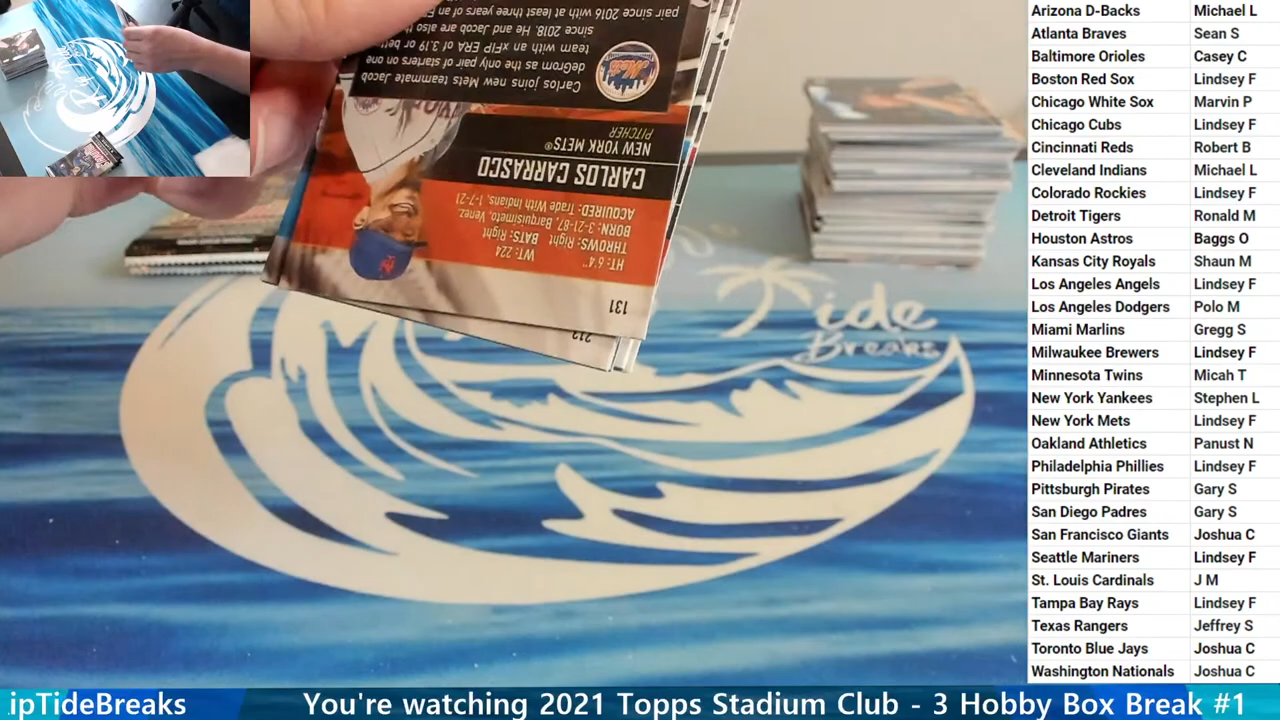 pair since 2016 with at least three years of an
since 2018. He and Jacob are also th
team with an xFIP ERA of 3.19 or bet
deGrom as the only pair of starters on one
Carlos joins new Mets teammate Jacob
Mets
PITCHER
NEW YORK METS®
CARLOS CARRASCO
ACQUIRED: Trade With Indians, 1-7-21
BORN: 3-21-87, Barquisimeto, Venez.
THROWS: Right BATS: Right
HT: 6'4" WT: 224
131
212
Tide
Breaks
Arizona D-Backs Michael L
Atlanta Braves Sean S
Baltimore Orioles Casey C
Boston Red Sox Lindsey F
Chicago White Sox Marvin P
Chicago Cubs Lindsey F
Cincinnati Reds Robert B
Cleveland Indians Michael L
Colorado Rockies Lindsey F
Detroit Tigers Ronald M
Houston Astros Baggs O
Kansas City Royals Shaun M
Los Angeles Angels Lindsey F
Los Angeles Dodgers Polo M
Miami Marlins Gregg S
Milwaukee Brewers Lindsey F
Minnesota Twins Micah T
New York Yankees Stephen L
New York Mets Lindsey F
Oakland Athletics Panust N
Philadelphia Phillies Lindsey F
Pittsburgh Pirates Gary S
San Diego Padres Gary S
San Francisco Giants Joshua C
Seattle Mariners Lindsey F
St. Louis Cardinals J M
Tampa Bay Rays Lindsey F
Texas Rangers Jeffrey S
Toronto Blue Jays Joshua C
Washington Nationals Joshua C
ipTideBreaks You're watching 2021 Topps Stadium Club - 3 Hobby Box Break #1